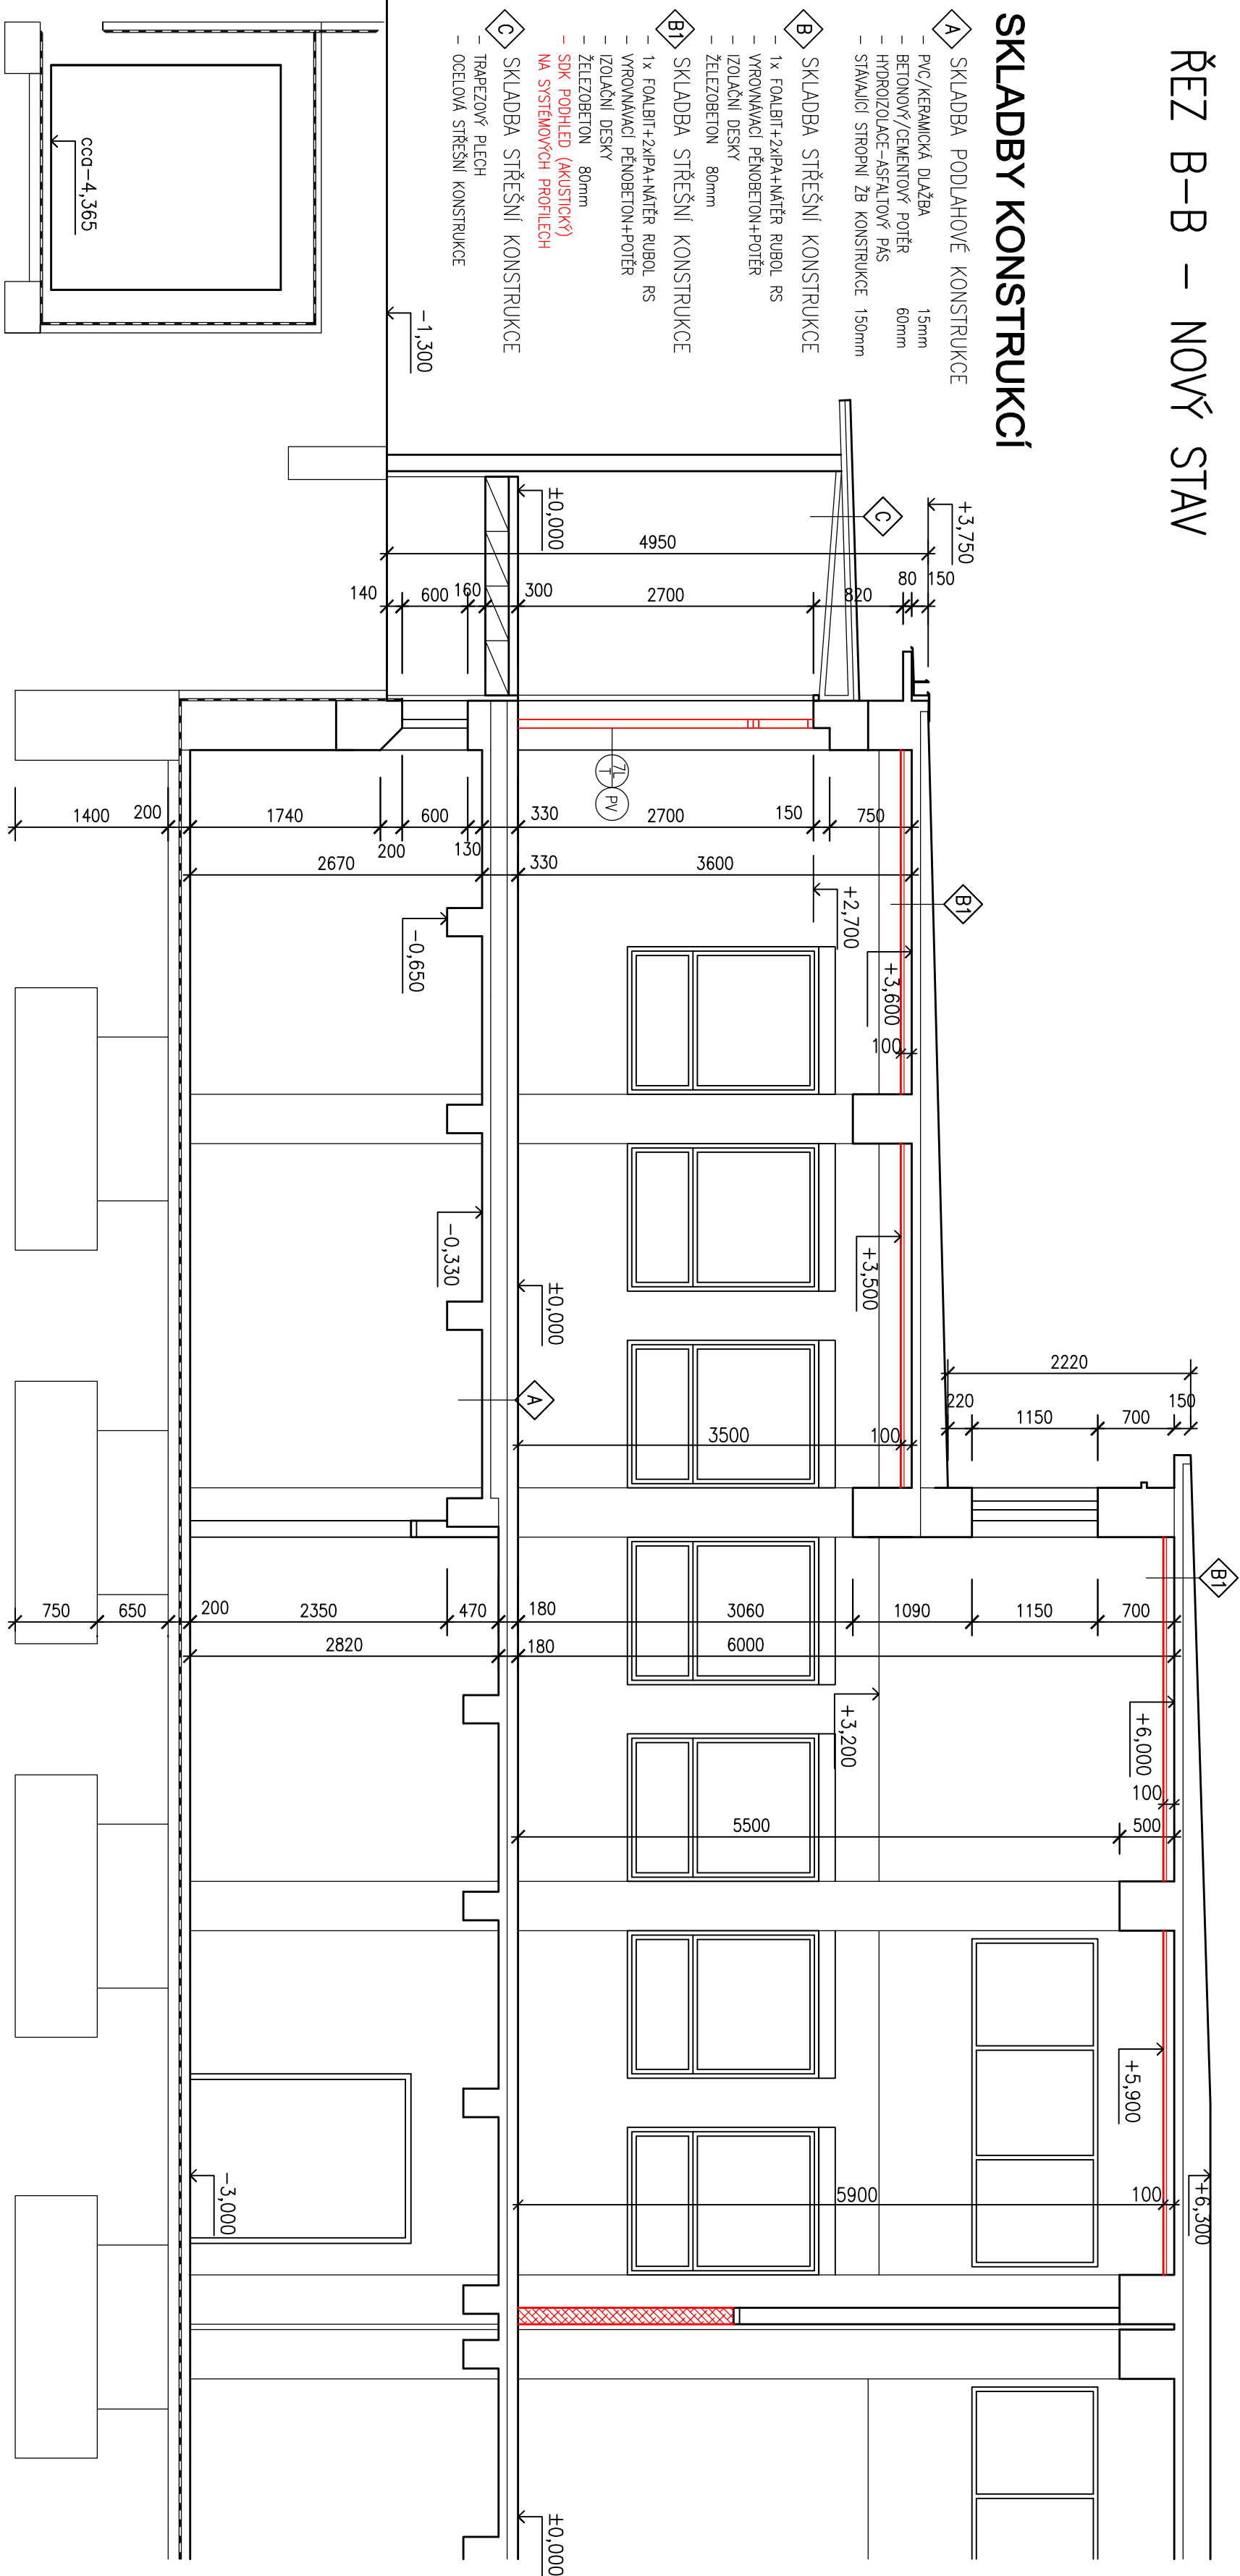 ŘEZ B-B - NOVÝ STAV
SKLADBY KONSTRUKCÍ
A SKLADBA PODLAHOVÉ KONSTRUKCE
- PVC/KERAMICKÁ DLAŽBA 15mm
- BETONOVÝ/CEMENTOVÝ POTĚR 60mm
- HYDROIZOLACE-ASFALTOVÝ PÁS
- STÁVAJÍCÍ STROPNÍ ŽB KONSTRUKCE 150mm
B SKLADBA STŘEŠNÍ KONSTRUKCE
- 1x FOALBIT+2xIPA+NÁTĚR RUBOL RS
- VYROVNÁVACÍ PĚNOBETON+POTĚR
- IZOLAČNÍ DESKY
- ŽELEZOBETON 80mm
B1 SKLADBA STŘEŠNÍ KONSTRUKCE
- 1x FOALBIT+2xIPA+NÁTĚR RUBOL RS
- VYROVNÁVACÍ PĚNOBETON+POTĚR
- IZOLAČNÍ DESKY
- ŽELEZOBETON 80mm
- SDK PODHLED (AKUSTICKÝ)
NA SYSTÉMOVÝCH PROFILECH
C SKLADBA STŘEŠNÍ KONSTRUKCE
- TRAPEZOVÝ PLECH
- OCELOVÁ STŘEŠNÍ KONSTRUKCE
cca-4,365
-1,300
+3,750
C
±0,000
4950
140
600
160
300
2700
820
80
150
7L
T
PV
1400
200
1740
200
600
130
330
2700
150
750
2670
330
3600
B1
+2,700
+3,600
100
-0,650
-0,330
+3,500
±0,000
A
3500
100
2220
220
1150
700
150
B1
750
650
200
2350
470
180
3060
1090
1150
700
2820
180
6000
+3,200
+6,000
100
5500
500
+5,900
-3,000
5900
100
+6,300
±0,000